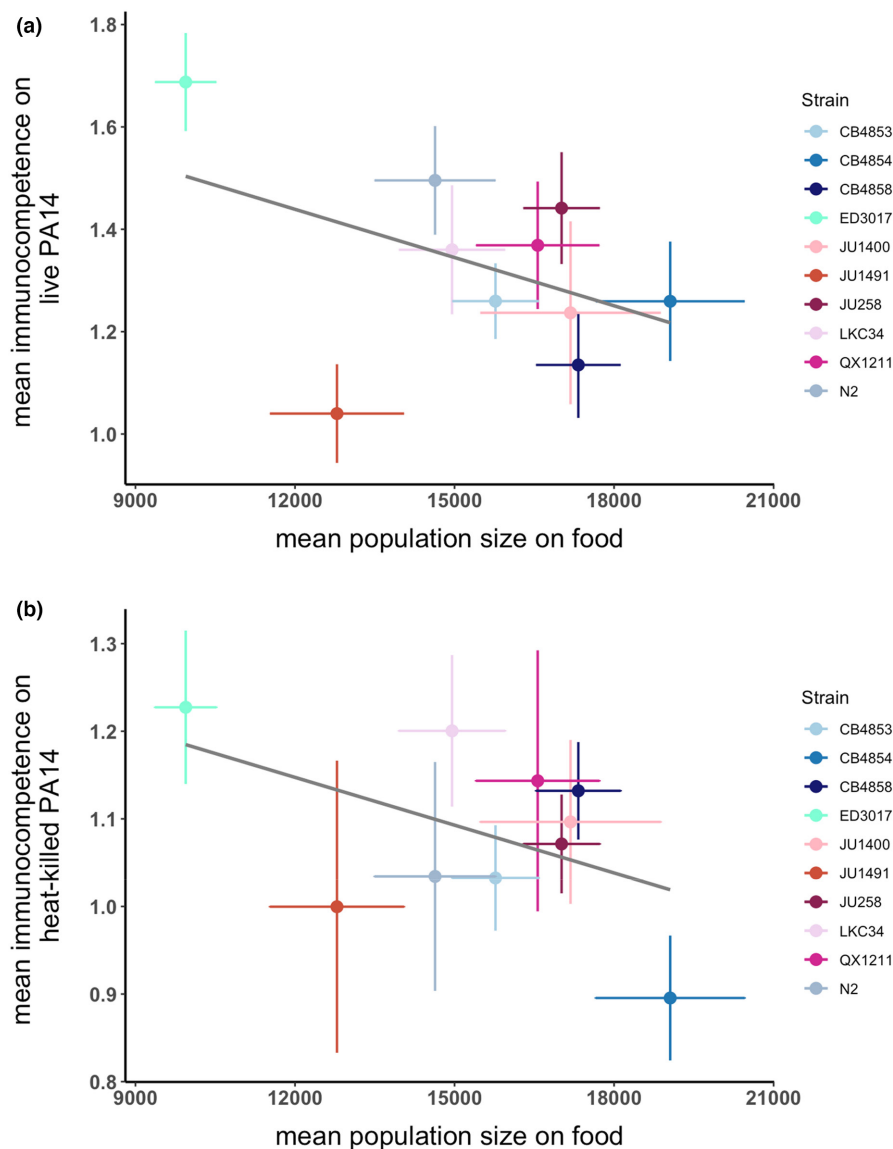 (a)
mean immunocompetence on
live PA14
1.8
1.6
1.4
1.2
1.0
9000 12000 15000 18000 21000
mean population size on food
Strain
CB4853
CB4854
CB4858
ED3017
JU1400
JU1491
JU258
LKC34
QX1211
N2
(b)
mean immunocompetence on
heat-killed PA14
1.3
1.2
1.1
1.0
0.9
0.8
9000 12000 15000 18000 21000
mean population size on food
Strain
CB4853
CB4854
CB4858
ED3017
JU1400
JU1491
JU258
LKC34
QX1211
N2